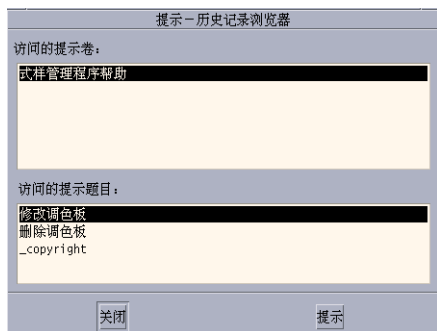 提示－历史记录浏览器
访问的提示卷：
式样管理程序帮助
访问的提示题目：
修改调色板
删除调色板
_copyright
关闭 提示